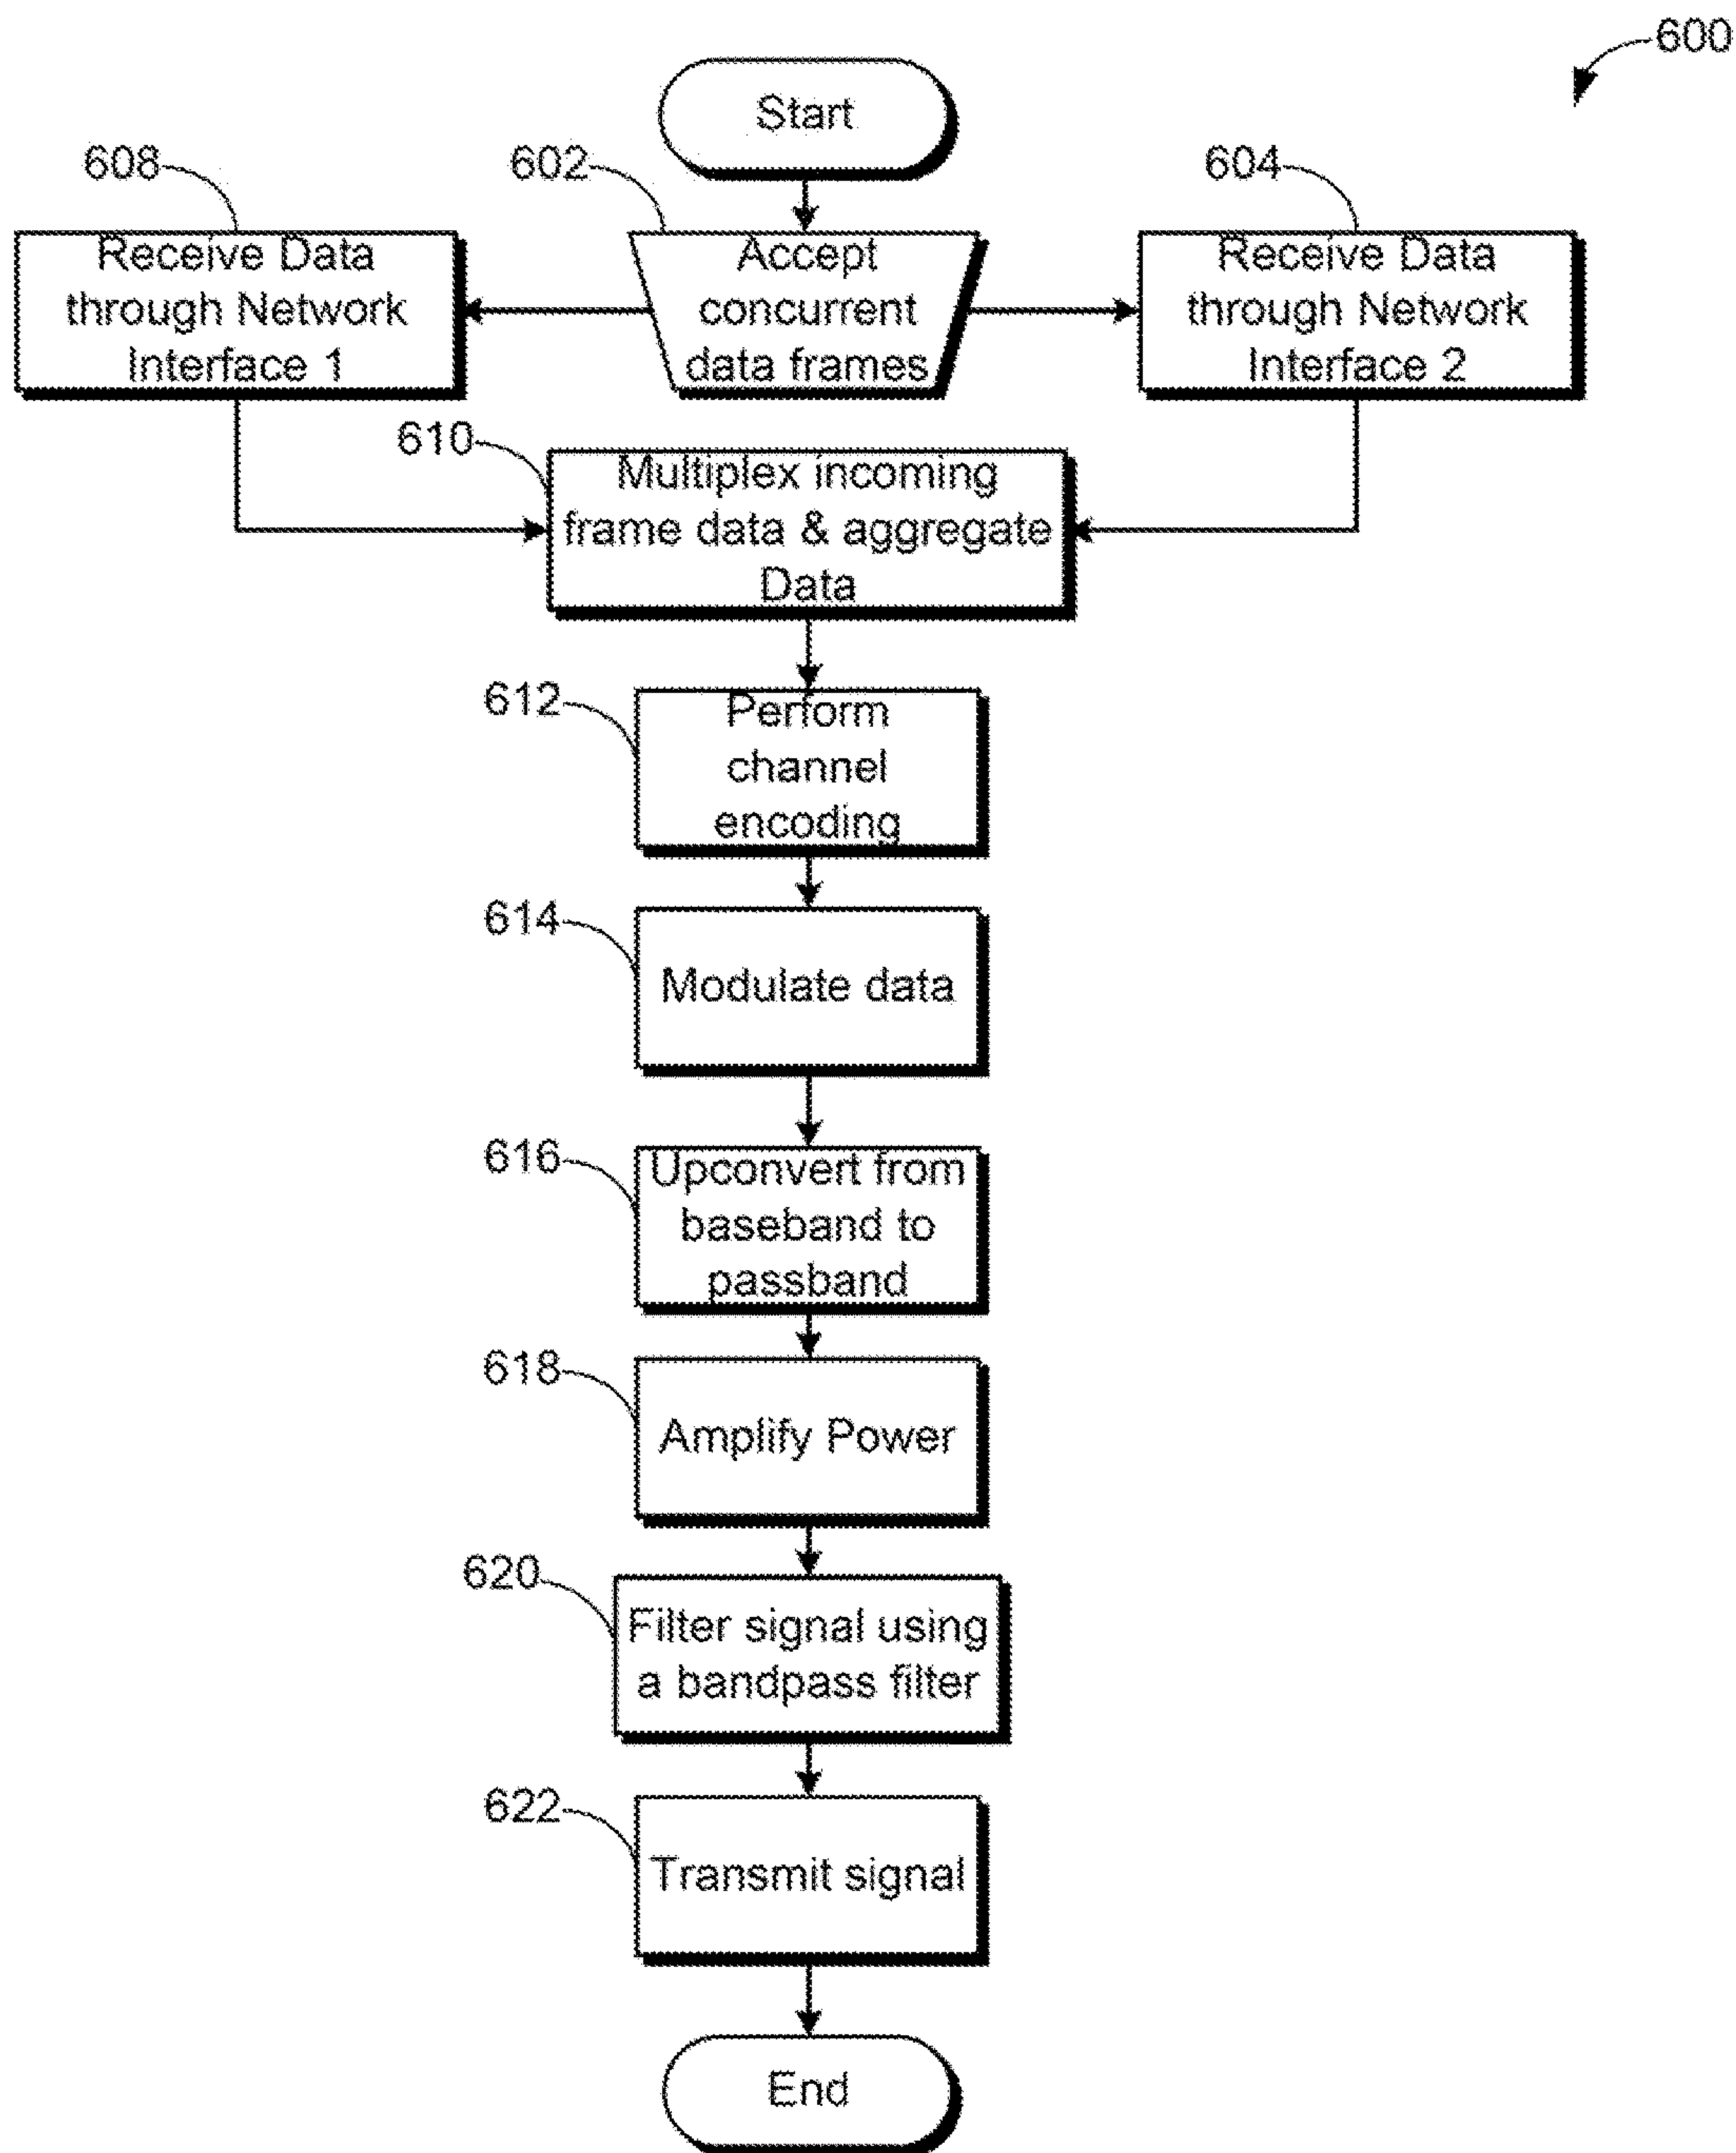 600
Start
608
602
604
Receive Data
through Network
Interface 1
Accept
concurrent
data frames
Receive Data
through Network
Interface 2
610
Multiplex incoming
frame data & aggregate
Data
612
Perform
channel
encoding
614
Modulate data
616
Upconvert from
baseband to
passband
618
Amplify Power
620
Filter signal using
a bandpass filter
622
Transmit signal
End